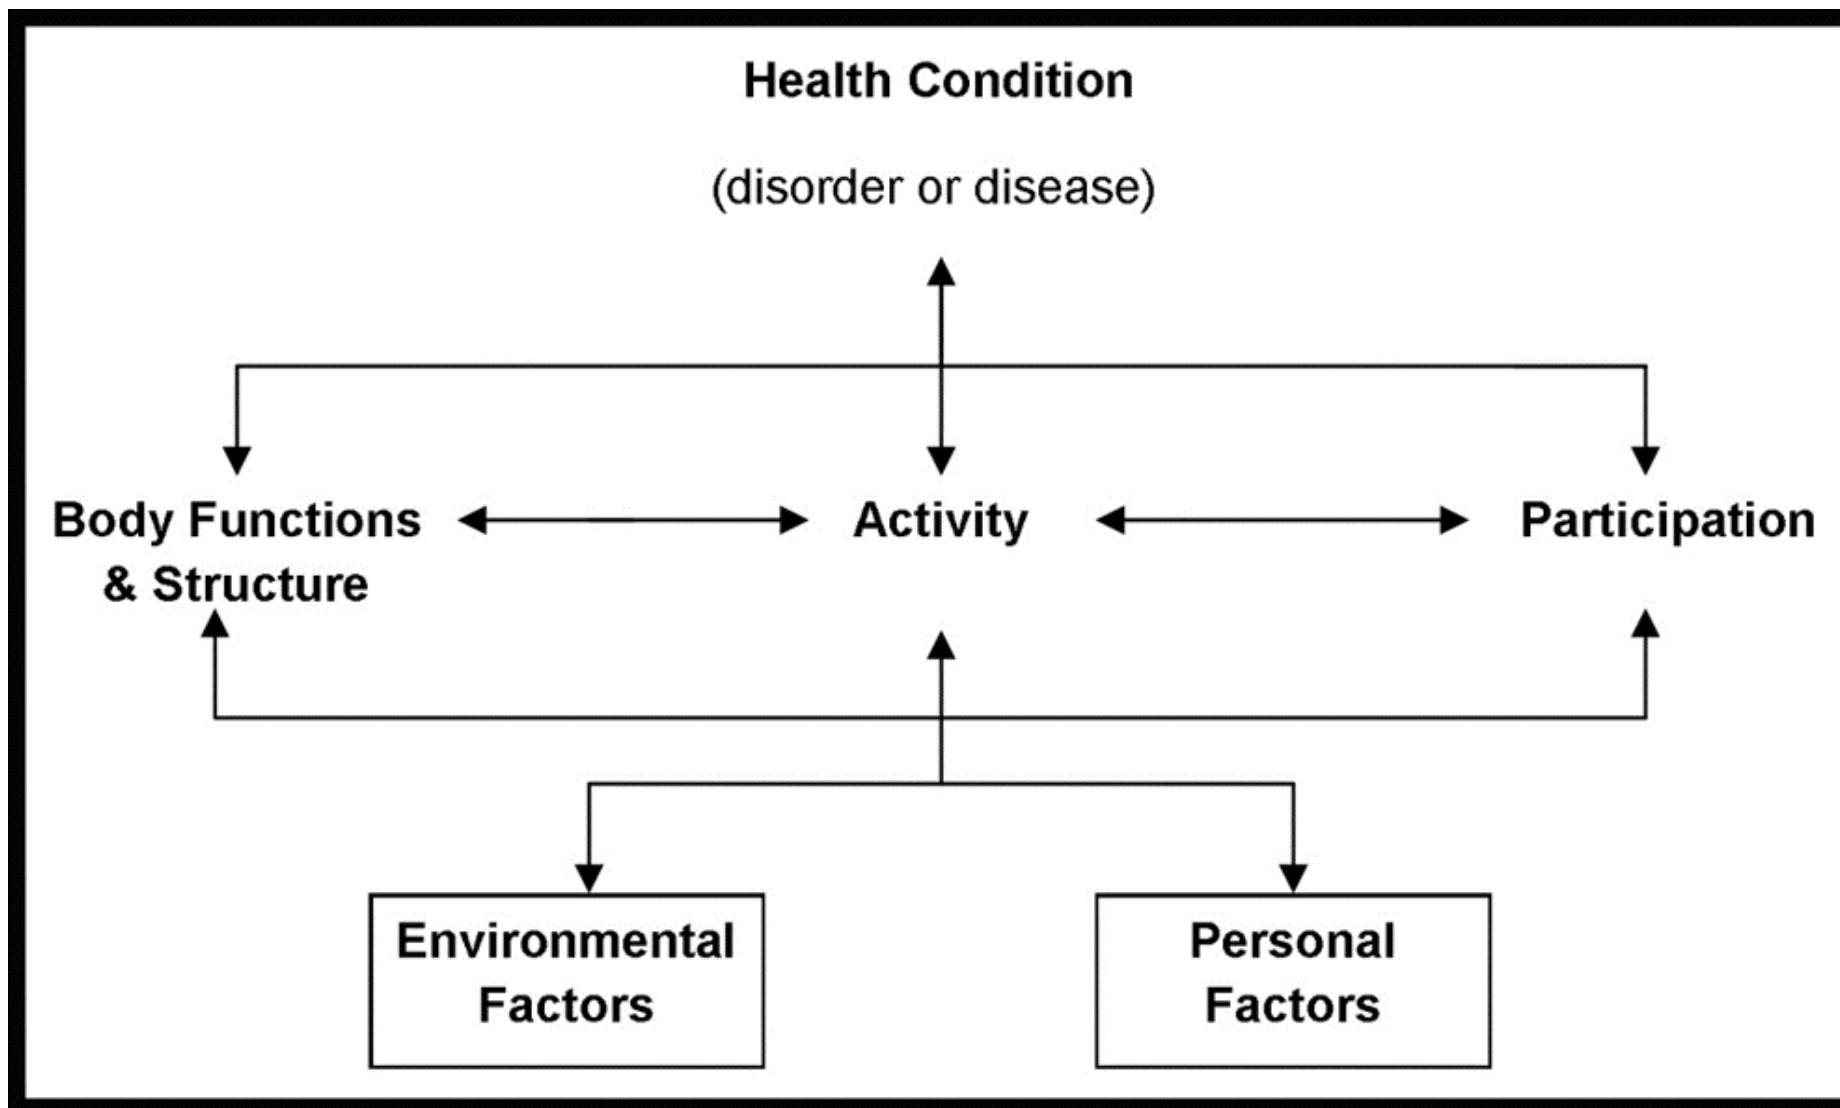 Health Condition
(disorder or disease)
Body Functions
& Structure
Activity
Participation
Environmental
Factors
Personal
Factors